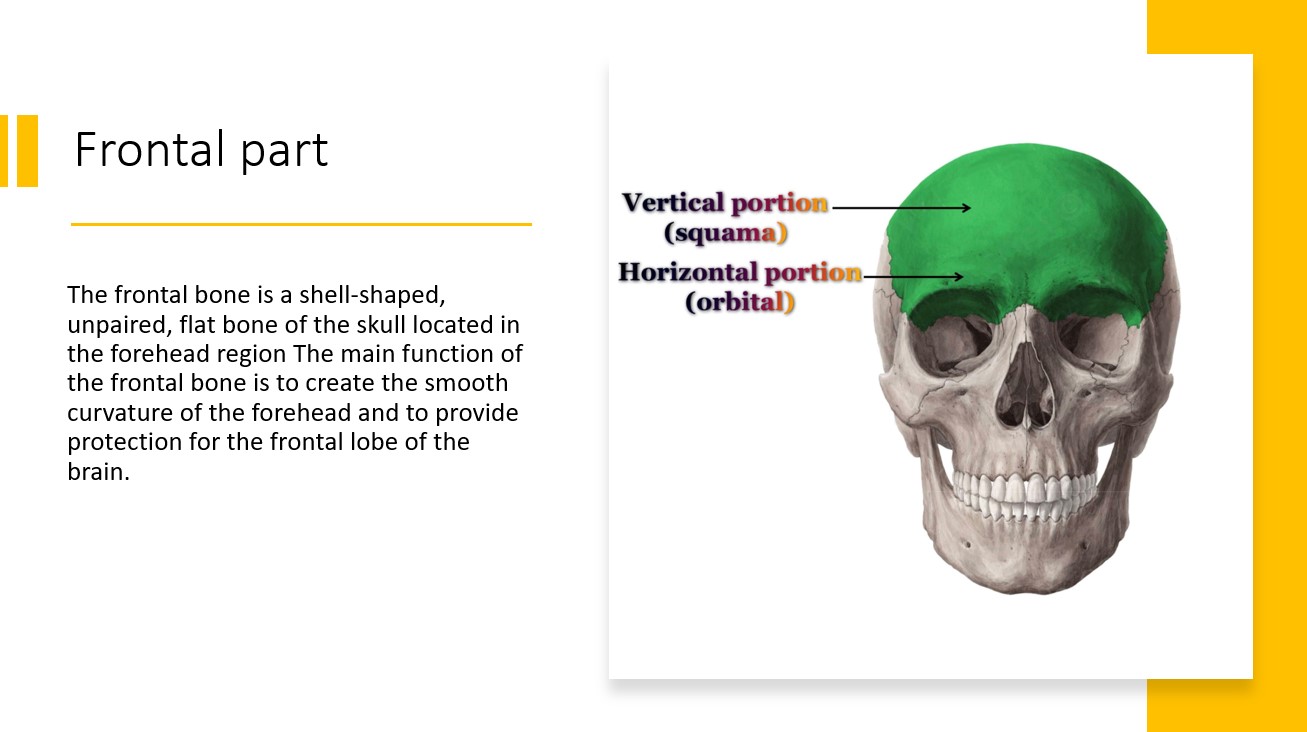 Frontal part
The frontal bone is a shell-shaped,
unpaired, flat bone of the skull located in
the forehead region The main function of
the frontal bone is to create the smooth
curvature of the forehead and to provide
protection for the frontal lobe of the
brain.
Vertical portion
(squama)
Horizontal portion
(orbital)